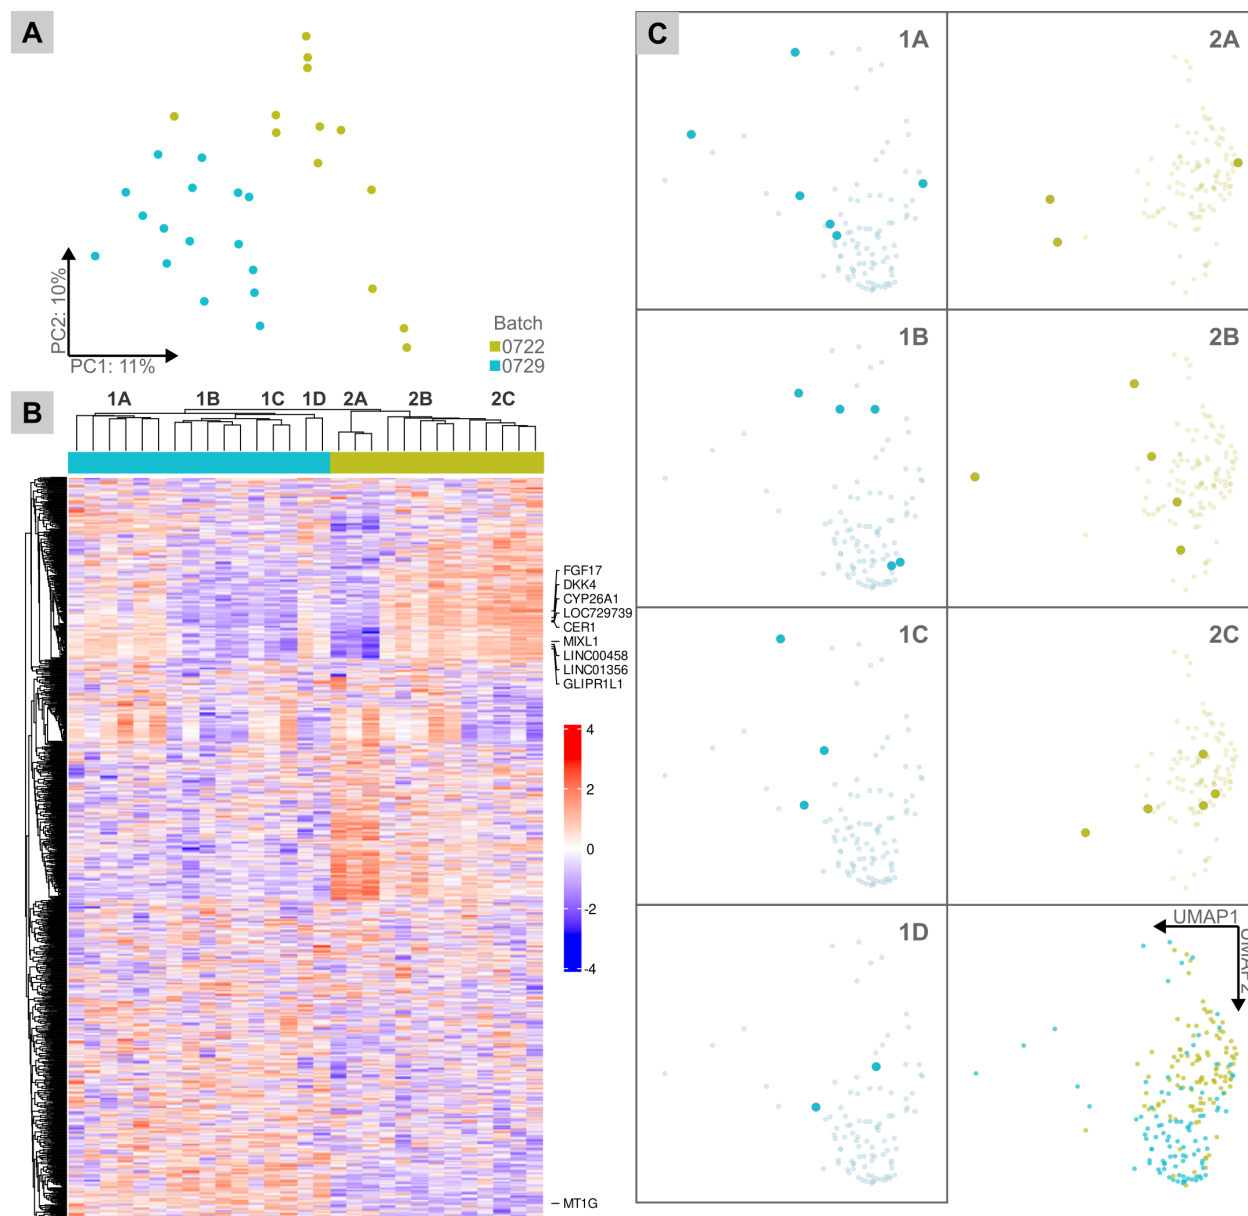 A
PC2: 10%
PC1: 11%
Batch
0722
0729
B
1A 1B 1C 1D 2A 2B 2C
FGF17
DKK4
CYP26A1
LOC729739
CER1
MIXL1
LINC00458
LINC01356
GLIPR1L1
4
2
0
-2
-4
MT1G
C
1A
2A
1B
2B
1C
2C
1D
UMAP1
UMAP2